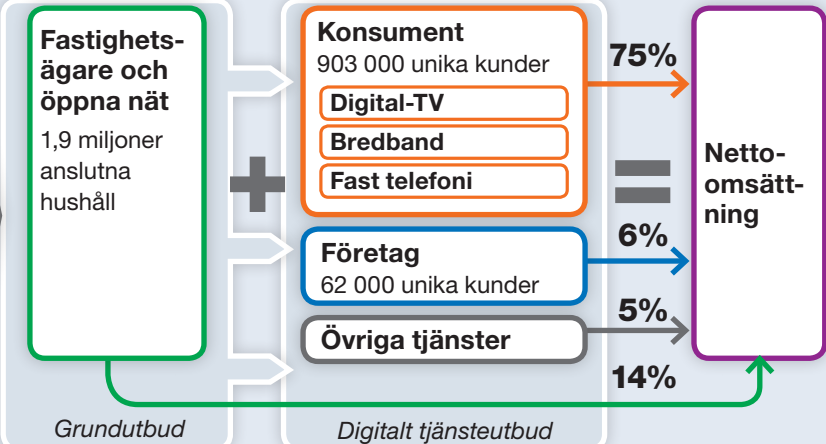 Fastighets-
ägare och
öppna nät
1,9 miljoner
anslutna
hushåll
Grundutbud
+
Konsument
903 000 unika kunder
Digital-TV
Bredband
Fast telefoni
Företag
62 000 unika kunder
Övriga tjänster
Digitalt tjänsteutbud
75%
=
6%
5%
14%
Netto-
omsätt-
ning